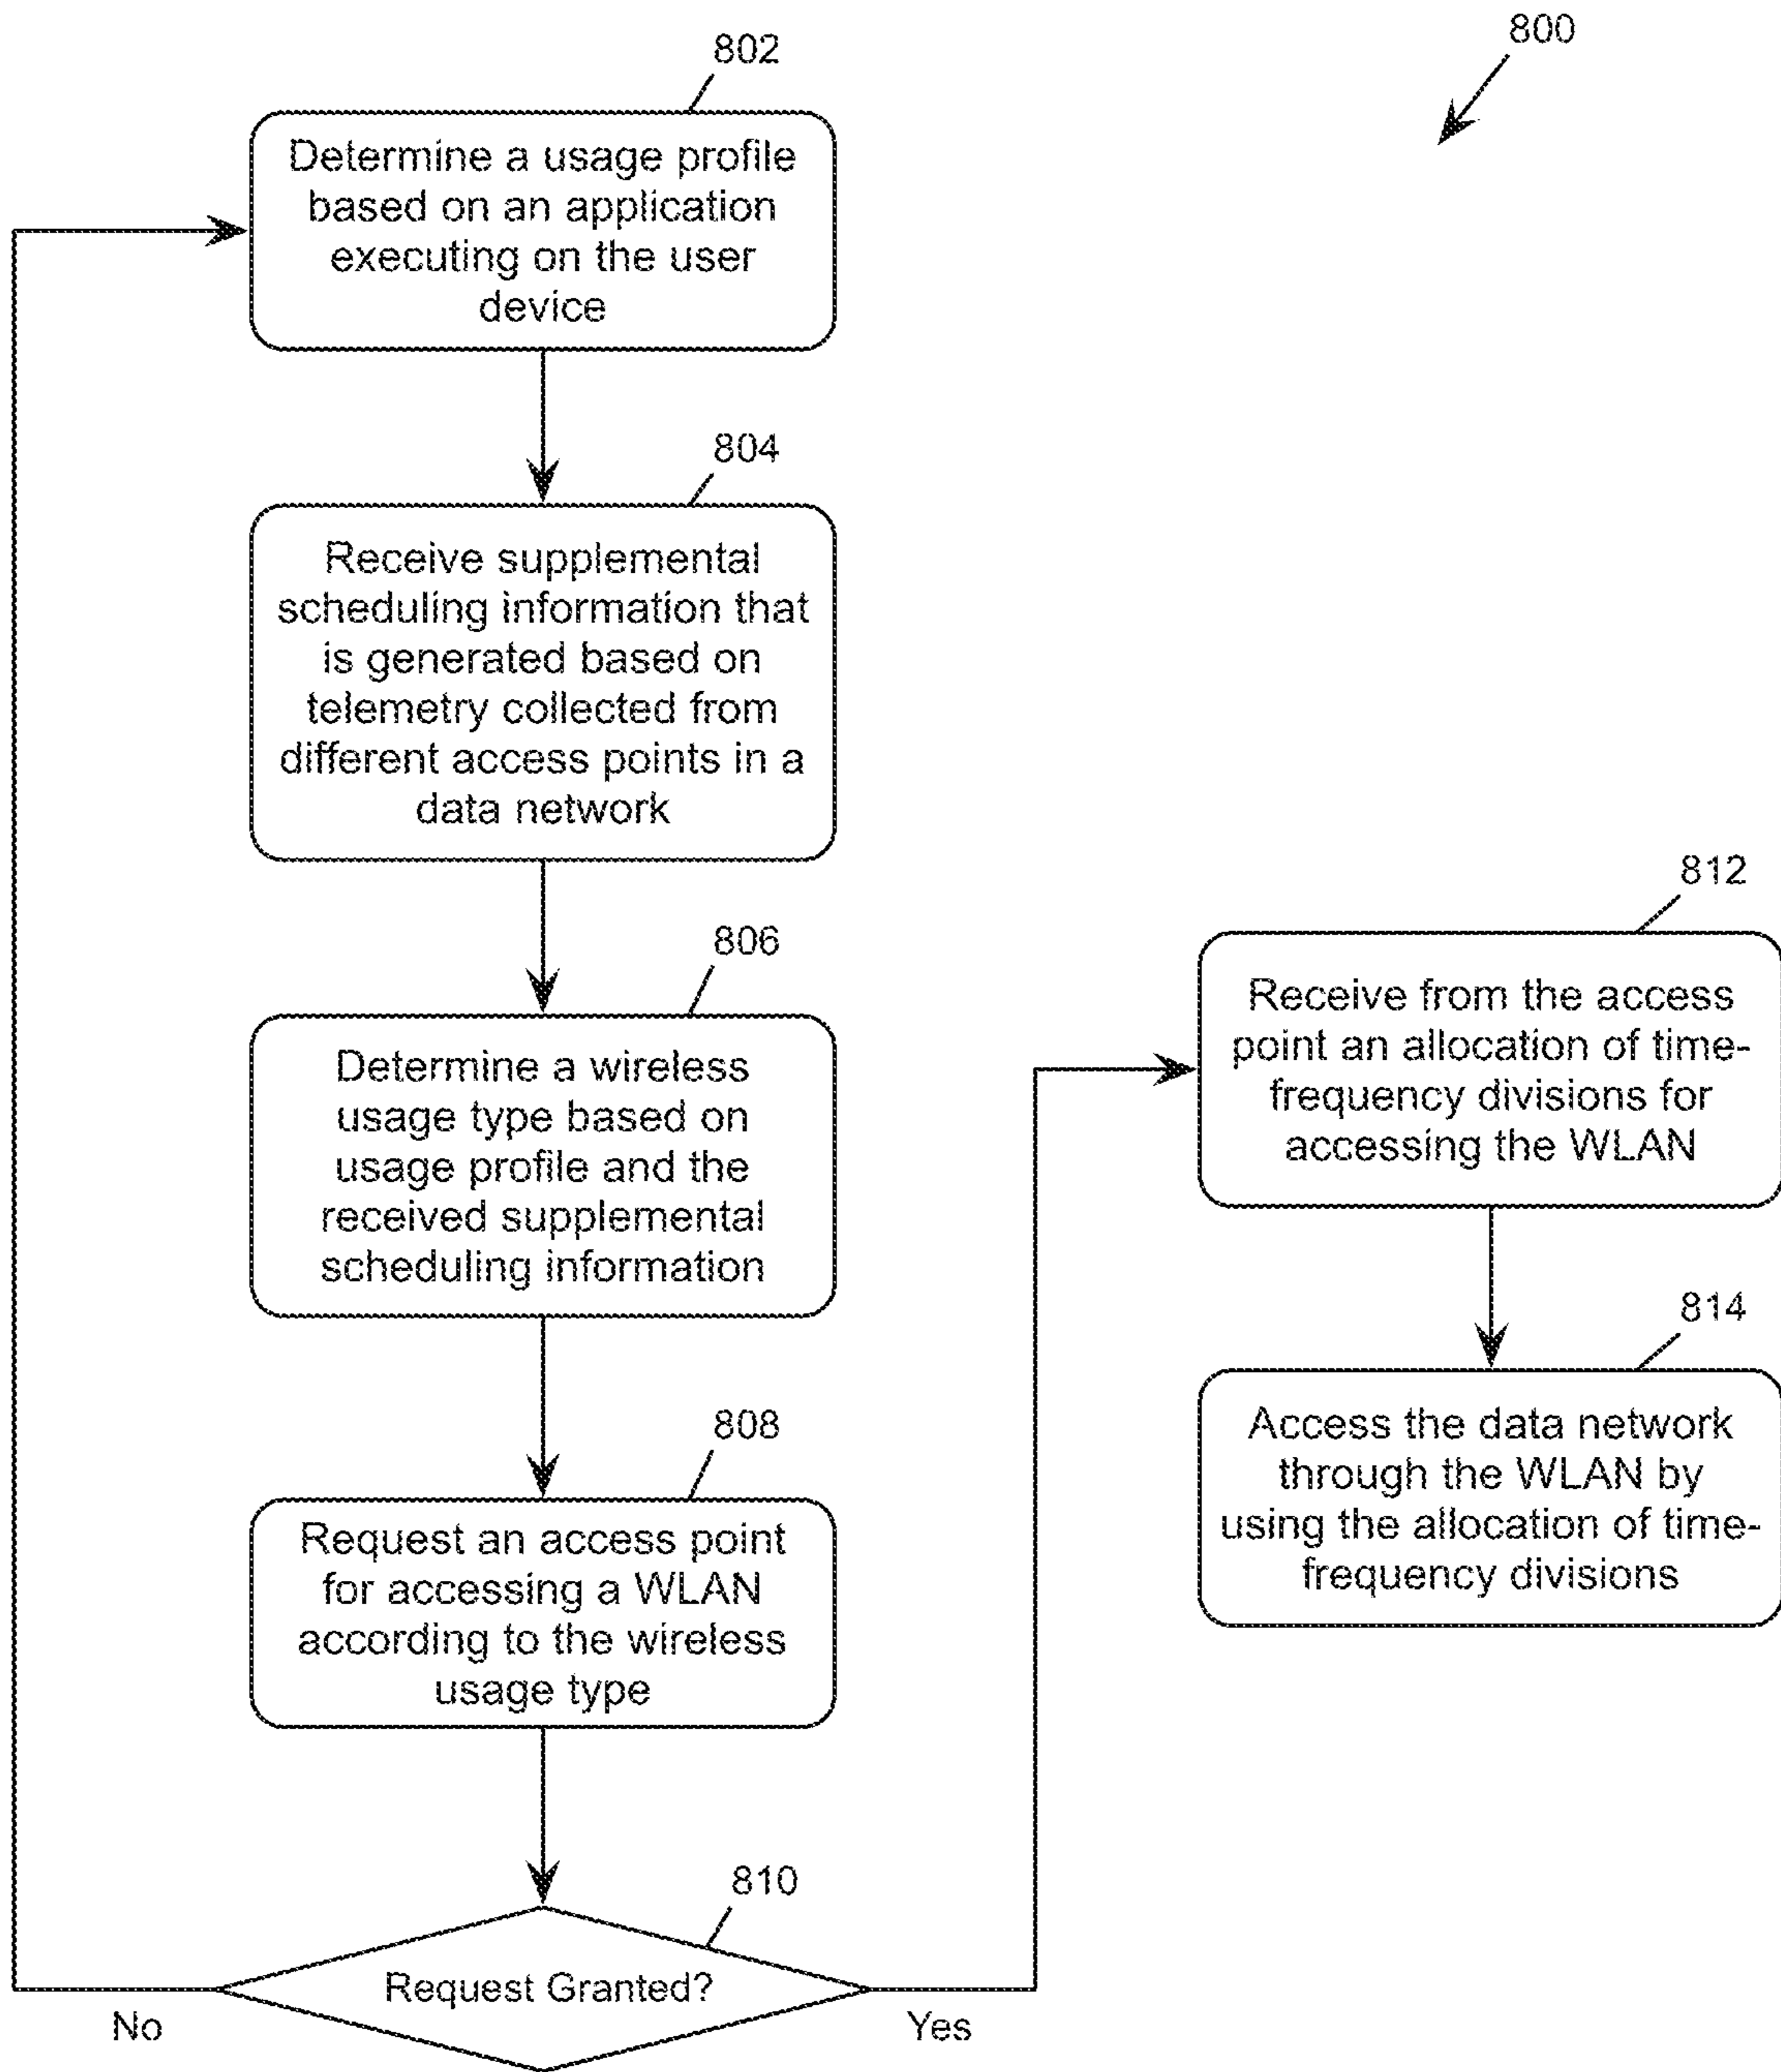 800
802
Determine a usage profile
based on an application
executing on the user
device
804
Receive supplemental
scheduling information that
is generated based on
telemetry collected from
different access points in a
data network
806
Determine a wireless
usage type based on
usage profile and the
received supplemental
scheduling information
808
Request an access point
for accessing a WLAN
according to the wireless
usage type
810
Request Granted?
No
Yes
812
Receive from the access
point an allocation of time-
frequency divisions for
accessing the WLAN
814
Access the data network
through the WLAN by
using the allocation of time-
frequency divisions